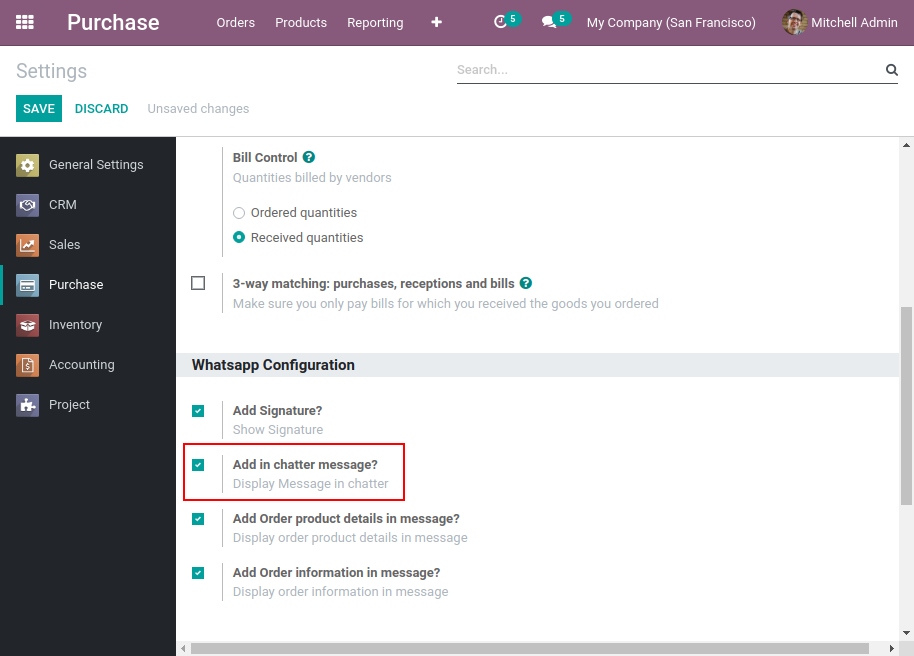 Purchase
Orders Products Reporting + 5 5 My Company (San Francisco) Mitchell Admin
Settings
Search...
SAVE DISCARD Unsaved changes
General Settings
CRM
Sales
Purchase
Inventory
Accounting
Project
Bill Control ?
Quantities billed by vendors
Ordered quantities
Received quantities
3-way matching: purchases, receptions and bills ?
Make sure you only pay bills for which you received the goods you ordered
Whatsapp Configuration
Add Signature?
Show Signature
Add in chatter message?
Display Message in chatter
Add Order product details in message?
Display order product details in message
Add Order information in message?
Display order information in message